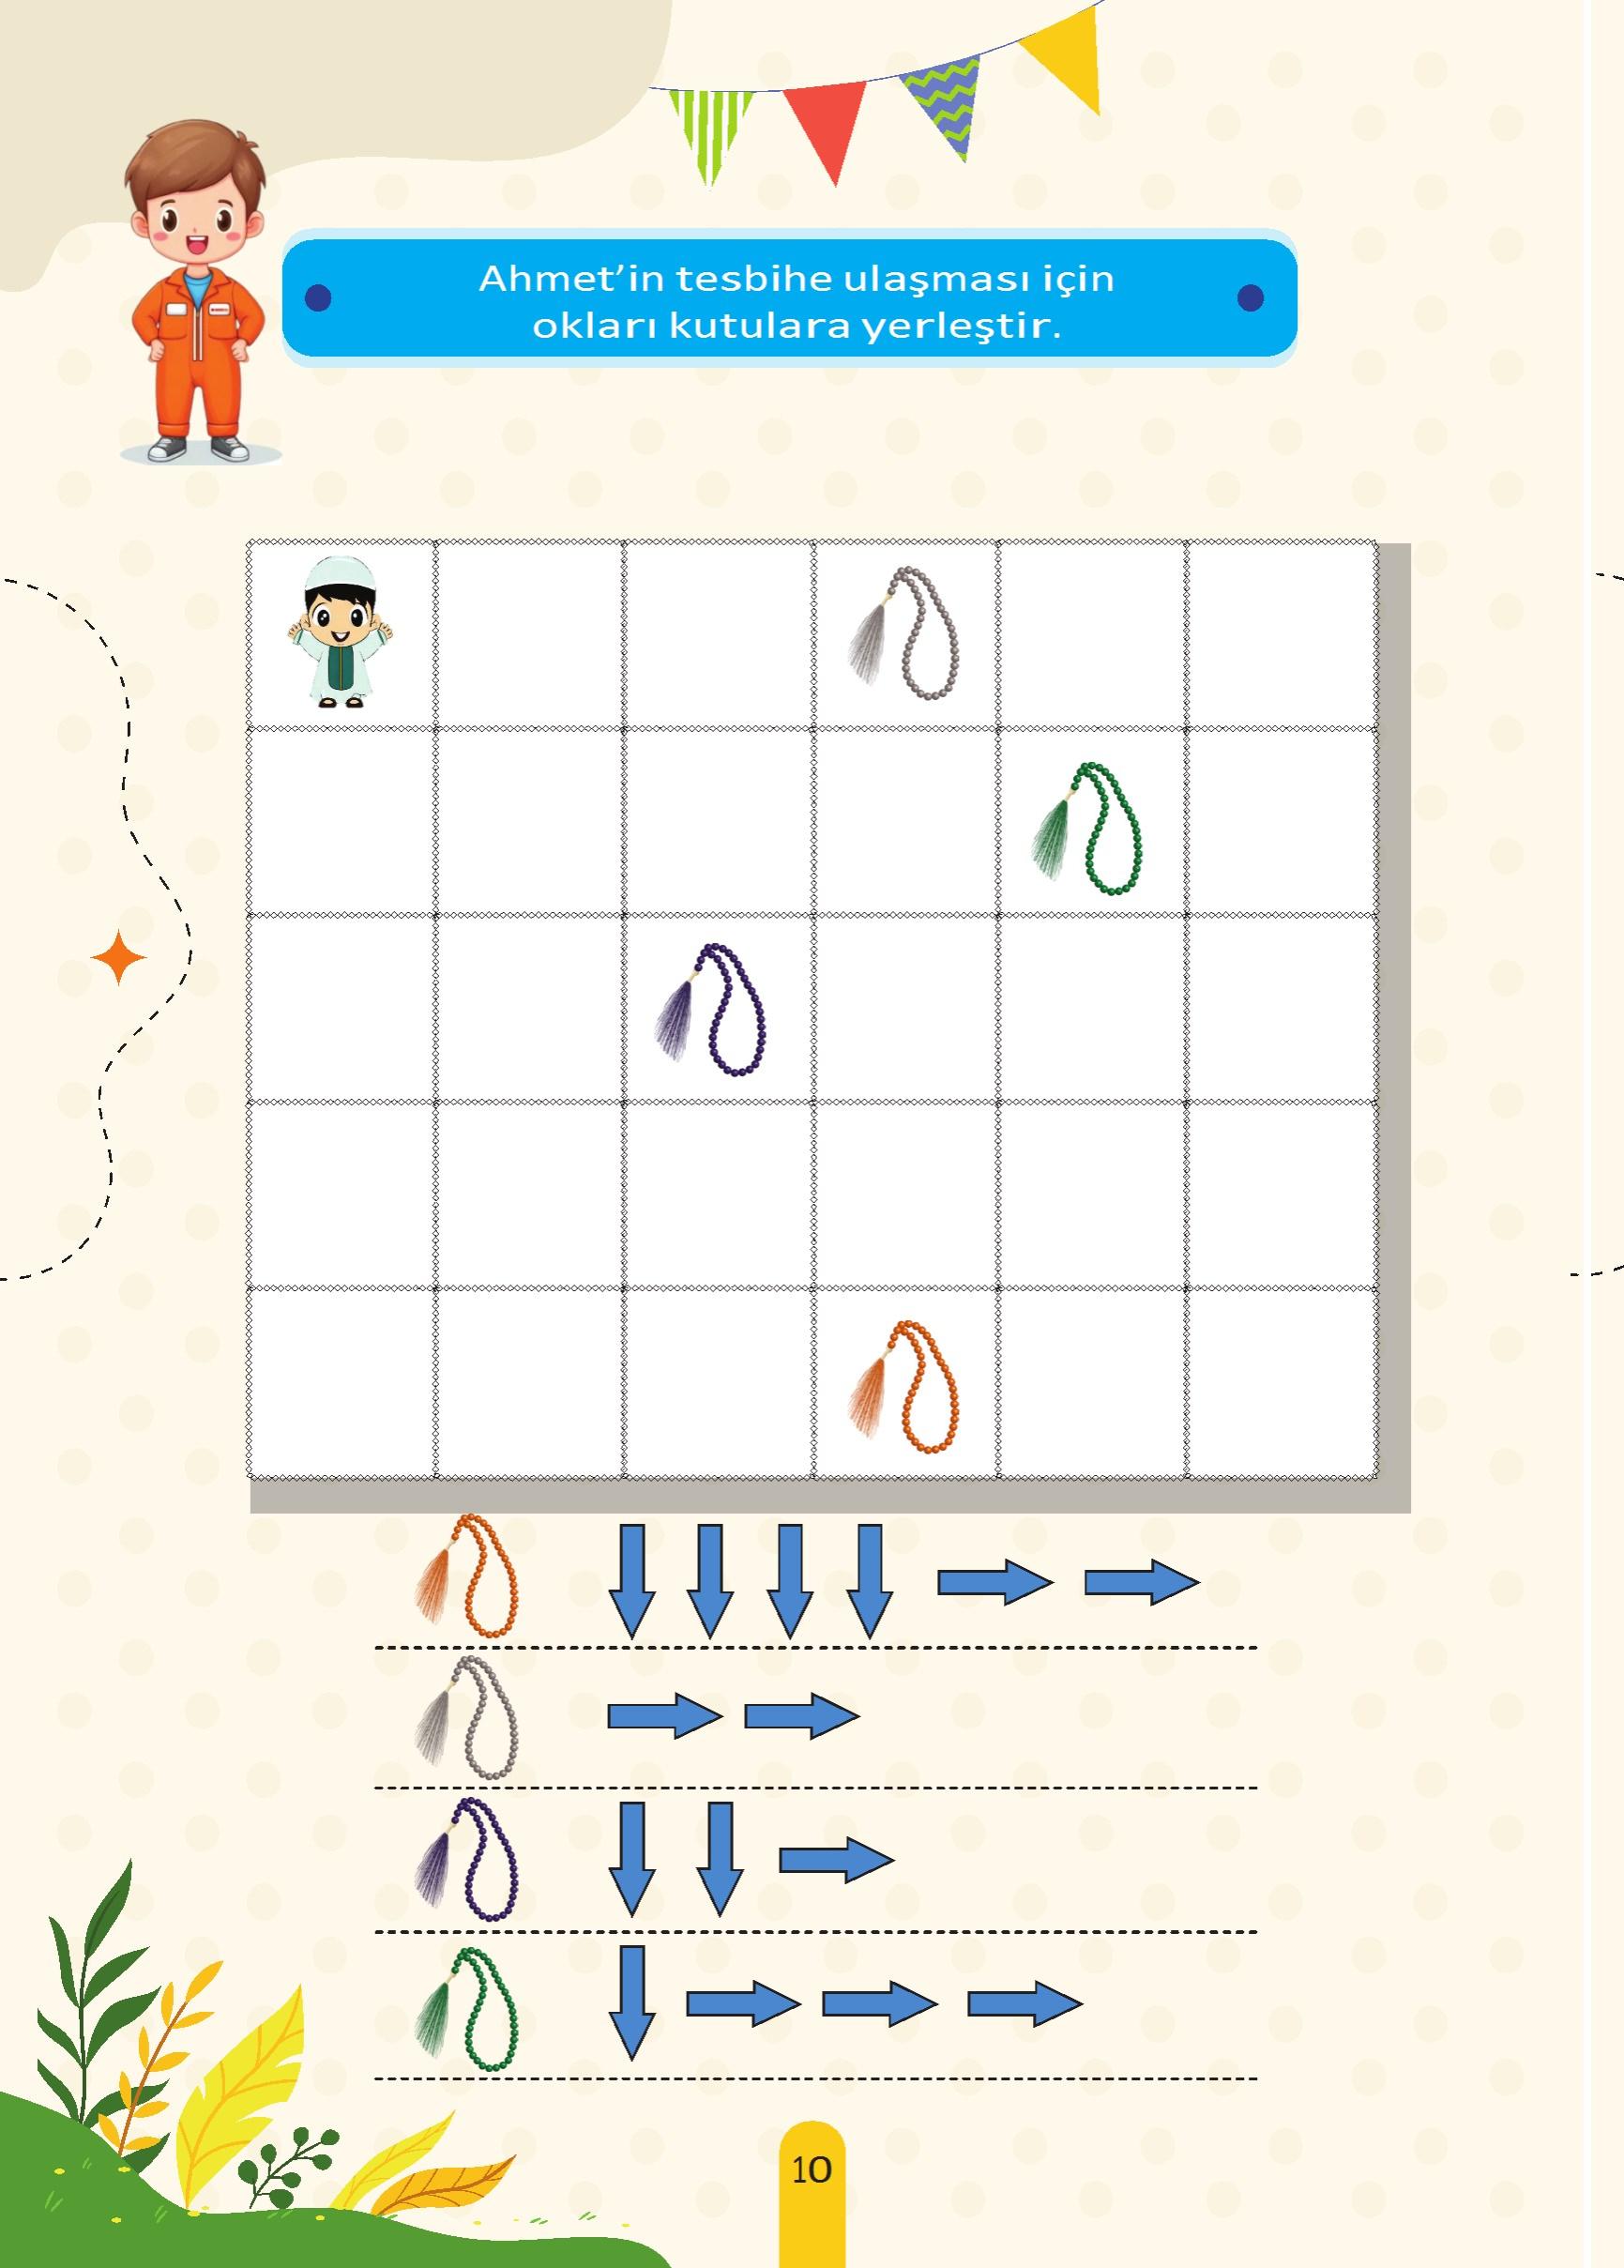 Ahmet’in tesbihe ulaşması için
okları kutulara yerleştir.
10